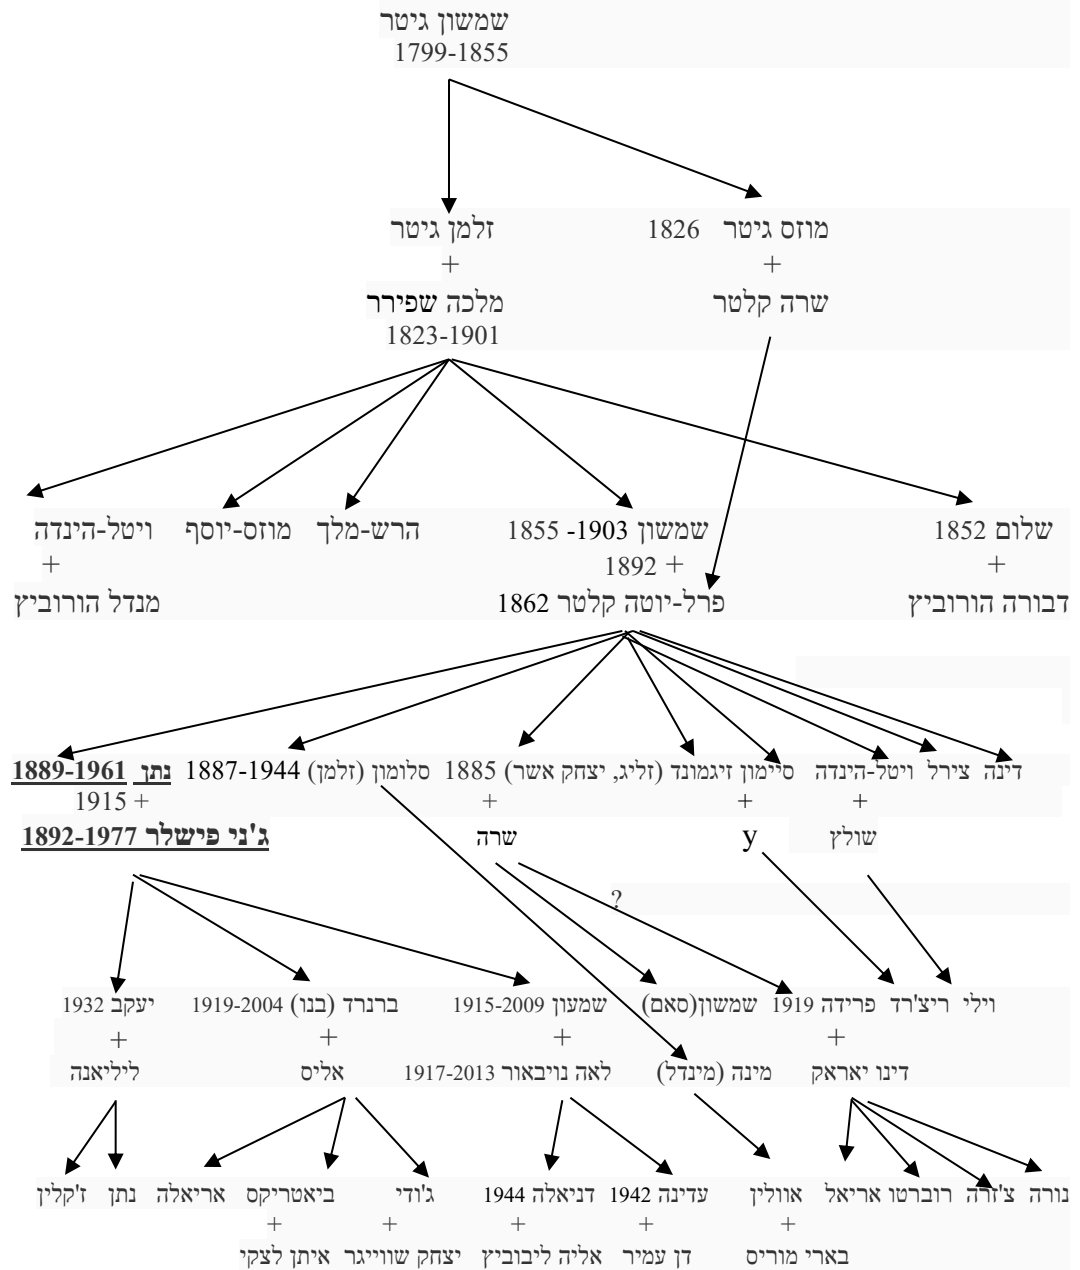 שמשון גיטר
1799-1855
מוזס גיטר 1826 זלמן גיטר
+ +
שרה קלטר מלכה שפירר
1823-1901
שלום 1852 שמשון 1903- 1855 הרש-מלך מוזס-יוסף ויטל-הינדה
+ + 1892 +
דבורה הורוביץ פרל-יוטה קלטר 1862 מנדל הורוביץ
דינה צירל ויטל-הינדה סיימון זיגמונד (זליג, יצחק אשר) 1885 סלומון (זלמן) 1887-1944 נתן 1889-1961
+ + + + 1915
שולץ y שרה ג'ני פישלר 1892-1977
?
וילי ריצ'רד פרידה 1919 שמשון(סאם) שמעון 1915-2009 ברנרד (בנו) 1919-2004 יעקב 1932
+ + + +
דינו יאראק מינה (מינדל) לאה נויבאור 1917-2013 אליס ליליאנה
נורה צ'זרה רוברטו אריאל אוולין עדינה 1942 דניאלה 1944 ג'ודי ביאטריקס אריאלה נתן ז'קלין
+ + + + +
בארי מוריס דן עמיר אליה ליבוביץ יצחק שווייגר איתן לצקי